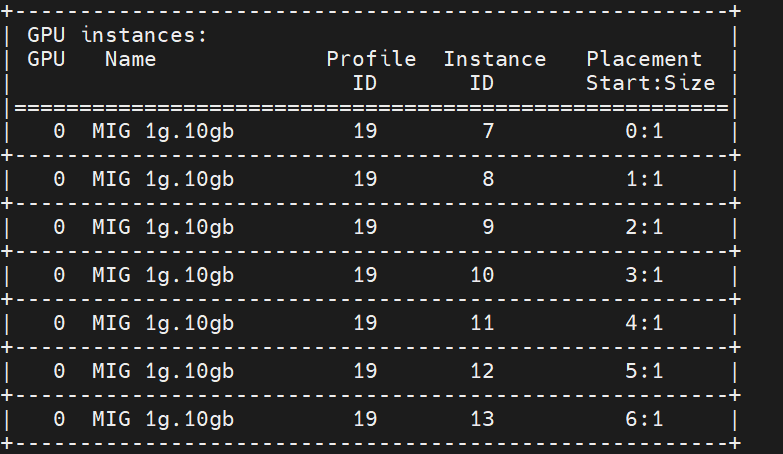 +-------------------------------------------------------+
| GPU instances:                                        |
| GPU   Name             Profile  Instance   Placement  |
|                          ID       ID       Start:Size |
|=======================================================|
|   0  MIG 1g.10gb         19        7          0:1     |
+-------------------------------------------------------+
|   0  MIG 1g.10gb         19        8          1:1     |
+-------------------------------------------------------+
|   0  MIG 1g.10gb         19        9          2:1     |
+-------------------------------------------------------+
|   0  MIG 1g.10gb         19       10          3:1     |
+-------------------------------------------------------+
|   0  MIG 1g.10gb         19       11          4:1     |
+-------------------------------------------------------+
|   0  MIG 1g.10gb         19       12          5:1     |
+-------------------------------------------------------+
|   0  MIG 1g.10gb         19       13          6:1     |
+-------------------------------------------------------+